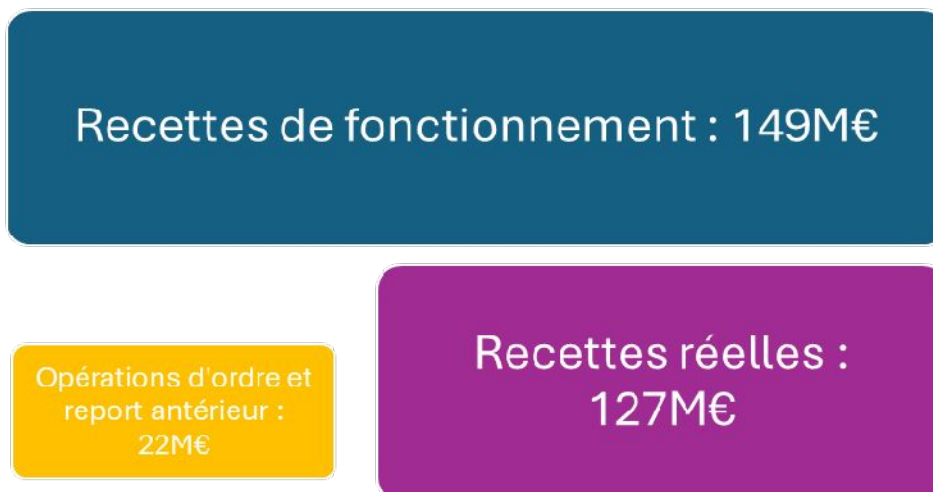 Recettes de fonctionnement : 149M€
Opérations d'ordre et
report antérieur :
22M€
Recettes réelles :
127M€